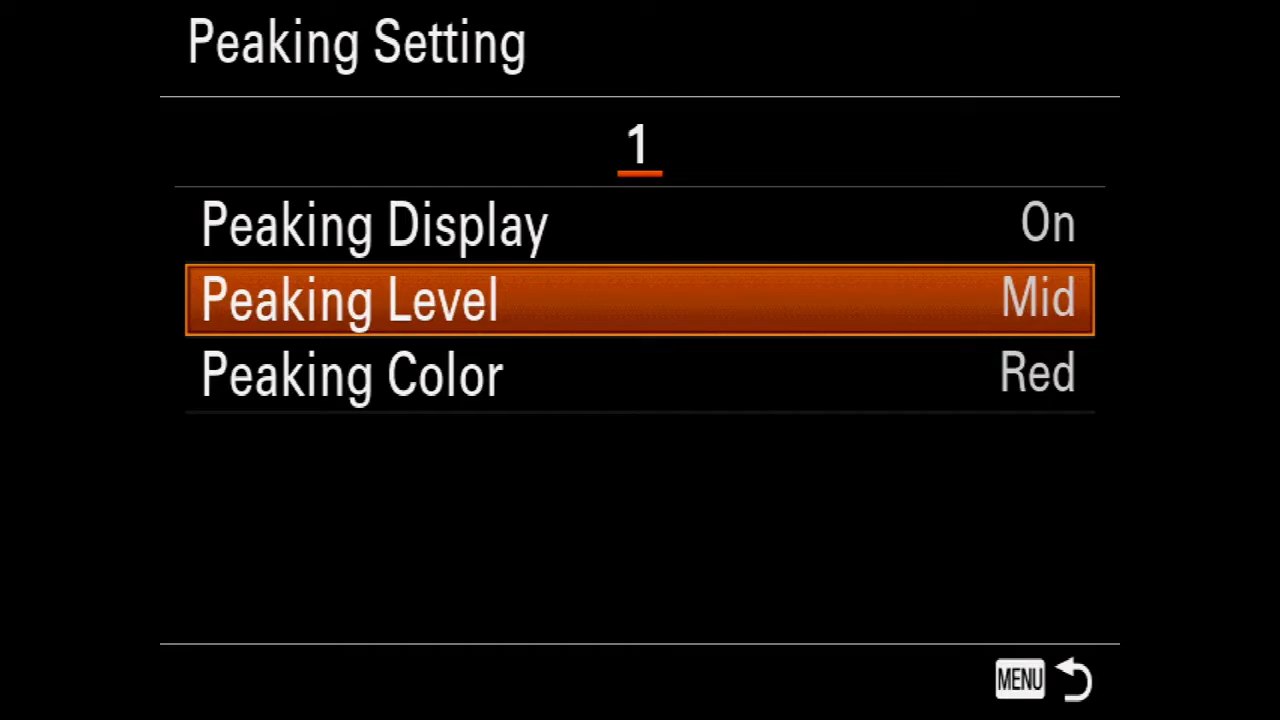 Peaking Setting
1
Peaking Display On
Peaking Level Mid
Peaking Color Red
MENU